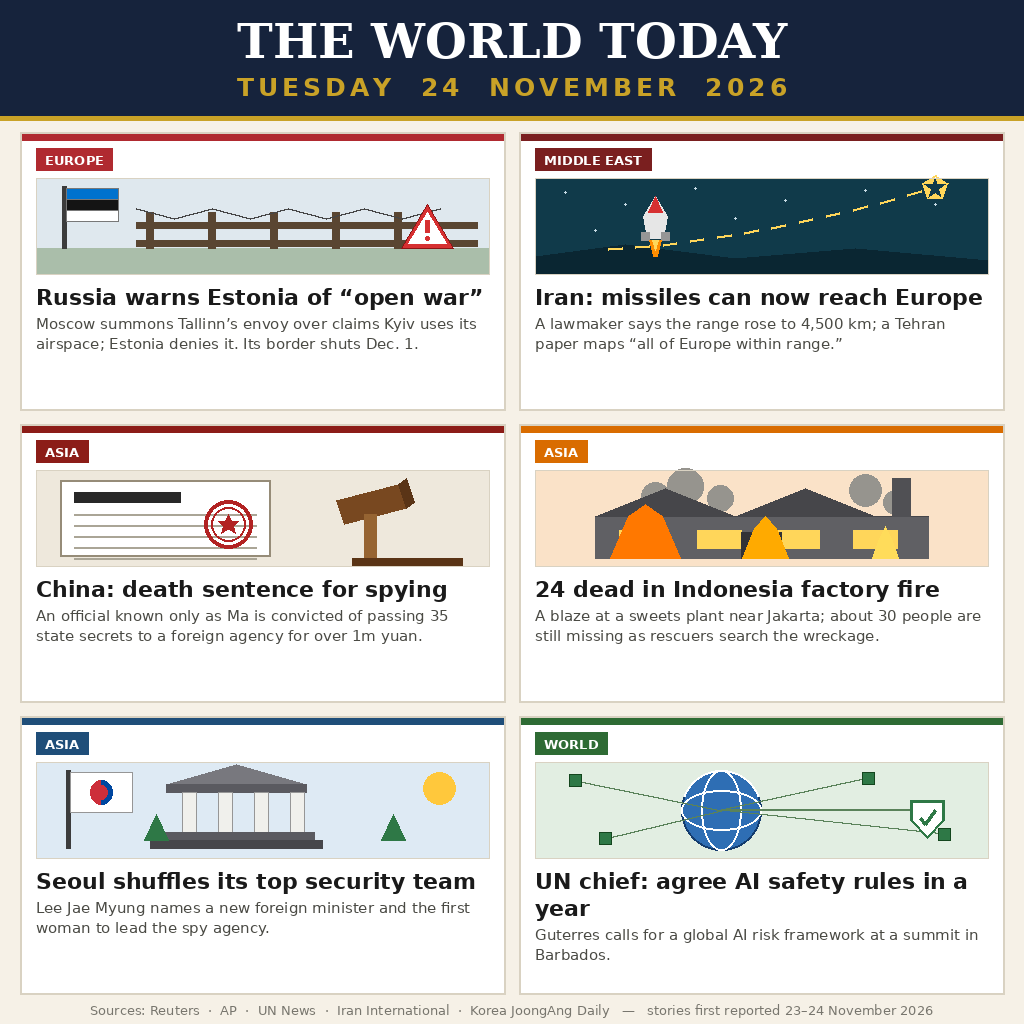 THE WORLD TODAY
TUESDAY 24 NOVEMBER 2026
EUROPE
Russia warns Estonia of “open war”
Moscow summons Tallinn’s envoy over claims Kyiv uses its
airspace; Estonia denies it. Its border shuts Dec. 1.
MIDDLE EAST
Iran: missiles can now reach Europe
A lawmaker says the range rose to 4,500 km; a Tehran
paper maps “all of Europe within range.”
ASIA
China: death sentence for spying
An official known only as Ma is convicted of passing 35
state secrets to a foreign agency for over 1m yuan.
ASIA
24 dead in Indonesia factory fire
A blaze at a sweets plant near Jakarta; about 30 people are
still missing as rescuers search the wreckage.
ASIA
Seoul shuffles its top security team
Lee Jae Myung names a new foreign minister and the first
woman to lead the spy agency.
WORLD
UN chief: agree AI safety rules in a
year
Guterres calls for a global AI risk framework at a summit in
Barbados.
Sources: Reuters · AP · UN News · Iran International · Korea JoongAng Daily — stories first reported 23–24 November 2026